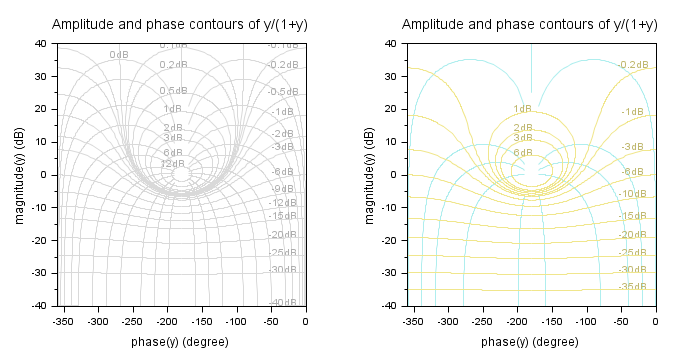 Amplitude and phase contours of y/(1+y)
40
30
20
10
0
-10
-20
-30
-40
magnitude(y) (dB)
0dB
0.1dB
0.2dB
0.5dB
1dB
2dB
3dB
6dB
12dB
-0.1dB
-0.2dB
-0.5dB
-1dB
-2dB
-3dB
-6dB
-9dB
-12dB
-15dB
-20dB
-25dB
-30dB
-40dB
-350
-300
-250
-200
-150
-100
-50
0
phase(y) (degree)
Amplitude and phase contours of y/(1+y)
40
30
20
10
0
-10
-20
-30
-40
magnitude(y) (dB)
1dB
2dB
3dB
6dB
-0.2dB
-1dB
-3dB
-6dB
-10dB
-15dB
-20dB
-25dB
-30dB
-35dB
-350
-300
-250
-200
-150
-100
-50
0
phase(y) (degree)